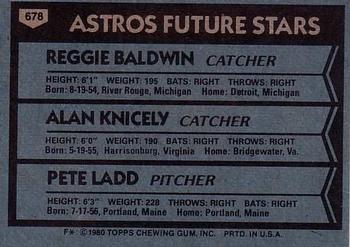 678
ASTROS FUTURE STARS
REGGIE BALDWIN CATCHER
HEIGHT: 6'1" WEIGHT: 195 BATS: RIGHT THROWS: RIGHT
Born: 8-19-54, River Rouge, Michigan Home: Detroit, Michigan
ALAN KNICELY CATCHER
HEIGHT: 6'0" WEIGHT: 190 BATS: RIGHT THROWS: RIGHT
Born: 5-19-55, Harrisonburg, Virginia Home: Bridgewater, Va.
PETE LADD PITCHER
HEIGHT: 6'3" WEIGHT: 228 BATS: RIGHT THROWS: RIGHT
Born: 7-17-56, Portland, Maine Home: Portland, Maine
F* © 1980 TOPPS CHEWING GUM, INC. PRTD. IN U.S.A.